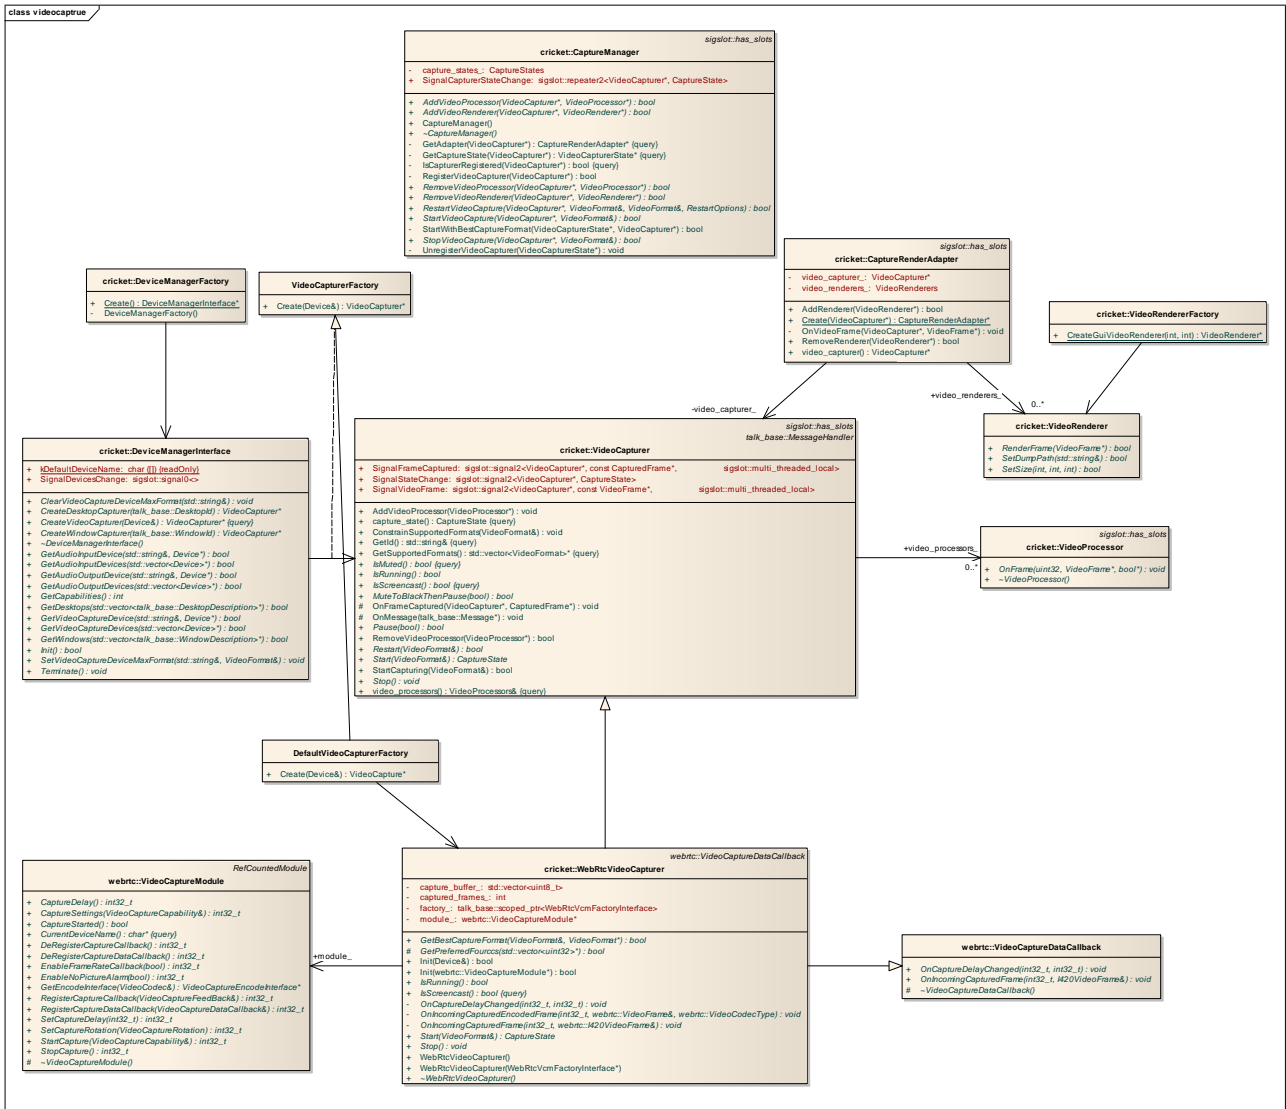 class videocaptrue
sigslot::has_slots
cricket::CaptureManager
- capture_states_: CaptureStates
+ SignalCapturerStateChange: sigslot::repeater2<VideoCapturer*, CaptureState>
+ AddVideoProcessor(VideoCapturer*, VideoProcessor*) : bool
+ AddVideoRenderer(VideoCapturer*, VideoRenderer*) : bool
+ CaptureManager()
+ ~CaptureManager()
- GetAdapter(VideoCapturer*) : CaptureRenderAdapter* {query}
- GetCaptureState(VideoCapturer*) : VideoCapturerState* {query}
- IsCapturerRegistered(VideoCapturer*) : bool {query}
- RegisterVideoCapturer(VideoCapturer*) : bool
+ RemoveVideoProcessor(VideoCapturer*, VideoProcessor*) : bool
+ RemoveVideoRenderer(VideoCapturer*, VideoRenderer*) : bool
+ RestartVideoCapture(VideoCapturer*, VideoFormat&, VideoFormat&, RestartOptions) : bool
+ StartVideoCapture(VideoCapturer*, VideoFormat&) : bool
- StartWithBestCaptureFormat(VideoCapturerState*, VideoCapturer*) : bool
+ StopVideoCapture(VideoCapturer*, VideoFormat&) : bool
- UnregisterVideoCapturer(VideoCapturerState*) : void
sigslot::has_slots
cricket::CaptureRenderAdapter
- video_capturer_: VideoCapturer*
- video_renderers_: VideoRenderers
+ AddRenderer(VideoRenderer*) : bool
+ Create(VideoCapturer*) : CaptureRenderAdapter*
- OnVideoFrame(VideoCapturer*, VideoFrame*) : void
+ RemoveRenderer(VideoRenderer*) : bool
+ video_capturer() : VideoCapturer*
cricket::DeviceManagerFactory
+ Create() : DeviceManagerInterface*
- DeviceManagerFactory()
VideoCapturerFactory
+ Create(Device&) : VideoCapturer*
cricket::VideoRendererFactory
+ CreateGuiVideoRenderer(int, int) : VideoRenderer*
-video_capturer_
+video_renderers_
0..*
cricket::VideoRenderer
+ RenderFrame(VideoFrame*) : bool
+ SetDumpPath(std::string&) : bool
+ SetSize(int, int, int) : bool
cricket::DeviceManagerInterface
+ kDefaultDeviceName: char ([]) {readOnly}
+ SignalDevicesChange: sigslot::signal0<>
+ ClearVideoCaptureDeviceMaxFormat(std::string&) : void
+ CreateDesktopCapturer(talk_base::DesktopId) : VideoCapturer*
+ CreateVideoCapturer(Device&) : VideoCapturer* {query}
+ CreateWindowCapturer(talk_base::WindowId) : VideoCapturer*
+ ~DeviceManagerInterface()
+ GetAudioInputDevice(std::string&, Device*) : bool
+ GetAudioInputDevices(std::vector<Device>*) : bool
+ GetAudioOutputDevice(std::string&, Device*) : bool
+ GetAudioOutputDevices(std::vector<Device>*) : bool
+ GetCapabilities() : int
+ GetDesktops(std::vector<talk_base::DesktopDescription>*) : bool
+ GetVideoCaptureDevice(std::string&, Device*) : bool
+ GetVideoCaptureDevices(std::vector<Device>*) : bool
+ GetWindows(std::vector<talk_base::WindowDescription>*) : bool
+ Init() : bool
+ SetVideoCaptureDeviceMaxFormat(std::string&, VideoFormat&) : void
+ Terminate() : void
sigslot::has_slots
talk_base::MessageHandler
cricket::VideoCapturer
+ SignalFrameCaptured: sigslot::signal2<VideoCapturer*, const CapturedFrame*, sigslot::multi_threaded_local>
+ SignalStateChange: sigslot::signal2<VideoCapturer*, CaptureState>
+ SignalVideoFrame: sigslot::signal2<VideoCapturer*, const VideoFrame*, sigslot::multi_threaded_local>
+ AddVideoProcessor(VideoProcessor*) : void
+ capture_state() : CaptureState {query}
+ ConstrainSupportedFormats(VideoFormat&) : void
+ GetId() : std::string& {query}
+ GetSupportedFormats() : std::vector<VideoFormat>* {query}
+ IsMuted() : bool {query}
+ IsRunning() : bool
+ IsScreencast() : bool {query}
+ MuteToBlackThenPause(bool) : bool
# OnFrameCaptured(VideoCapturer*, CapturedFrame*) : void
# OnMessage(talk_base::Message*) : void
+ Pause(bool) : bool
+ RemoveVideoProcessor(VideoProcessor*) : bool
+ Restart(VideoFormat&) : bool
+ Start(VideoFormat&) : CaptureState
+ StartCapturing(VideoFormat&) : bool
+ Stop() : void
+ video_processors() : VideoProcessors& {query}
+video_processors_
0..*
sigslot::has_slots
cricket::VideoProcessor
+ OnFrame(uint32, VideoFrame*, bool*) : void
+ ~VideoProcessor()
DefaultVideoCapturerFactory
+ Create(Device&) : VideoCapture*
RefCountedModule
webrtc::VideoCaptureModule
+ CaptureDelay() : int32_t
+ CaptureSettings(VideoCaptureCapability&) : int32_t
+ CaptureStarted() : bool
+ CurrentDeviceName() : char* {query}
+ DeRegisterCaptureCallback() : int32_t
+ DeRegisterCaptureDataCallback() : int32_t
+ EnableFrameRateCallback(bool) : int32_t
+ EnableNoPictureAlarm(bool) : int32_t
+ GetEncodeInterface(VideoCodec&) : VideoCaptureEncodeInterface*
+ RegisterCaptureCallback(VideoCaptureFeedBack&) : int32_t
+ RegisterCaptureDataCallback(VideoCaptureDataCallback&) : int32_t
+ SetCaptureDelay(int32_t) : int32_t
+ SetCaptureRotation(VideoCaptureRotation) : int32_t
+ StartCapture(VideoCaptureCapability&) : int32_t
+ StopCapture() : int32_t
# ~VideoCaptureModule()
+module_
webrtc::VideoCaptureDataCallback
cricket::WebRtcVideoCapturer
- capture_buffer_: std::vector<uint8_t>
- captured_frames_: int
- factory_: talk_base::scoped_ptr<WebRtcVcmFactoryInterface>
- module_: webrtc::VideoCaptureModule*
+ GetBestCaptureFormat(VideoFormat&, VideoFormat*) : bool
# GetPreferredFourccs(std::vector<uint32>*) : bool
+ Init(Device&) : bool
+ Init(webrtc::VideoCaptureModule*) : bool
+ IsRunning() : bool
+ IsScreencast() : bool {query}
- OnCaptureDelayChanged(int32_t, int32_t) : void
- OnIncomingCapturedEncodedFrame(int32_t, webrtc::VideoFrame&, webrtc::VideoCodecType) : void
- OnIncomingCapturedFrame(int32_t, webrtc::I420VideoFrame&) : void
+ Start(VideoFormat&) : CaptureState
+ Stop() : void
+ WebRtcVideoCapturer()
+ WebRtcVideoCapturer(WebRtcVcmFactoryInterface*)
+ ~WebRtcVideoCapturer()
webrtc::VideoCaptureDataCallback
+ OnCaptureDelayChanged(int32_t, int32_t) : void
+ OnIncomingCapturedFrame(int32_t, I420VideoFrame&) : void
# ~VideoCaptureDataCallback()